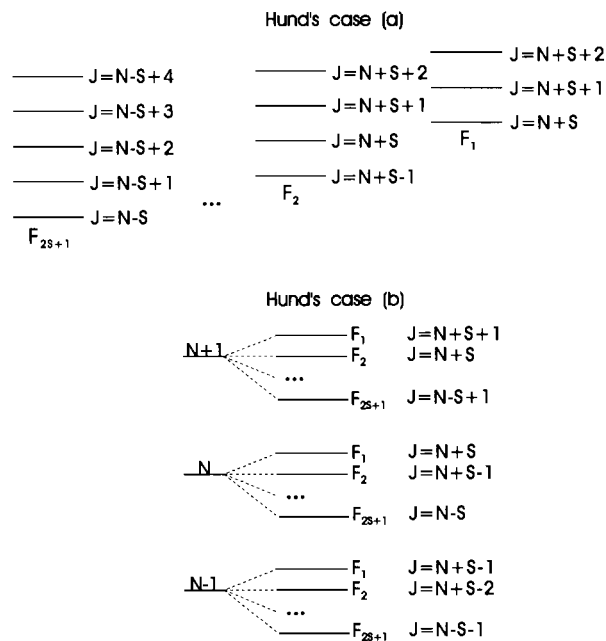 Hund's case (a)
J=N-S+4
J=N-S+3
J=N-S+2
J=N-S+1
J=N-S
F2S+1
...
J=N+S+2
J=N+S+1
J=N+S
J=N+S-1
F2
J=N+S+2
J=N+S+1
J=N+S
F1
Hund's case (b)
N+1
F1 J=N+S+1
F2 J=N+S
...
F2S+1 J=N-S+1
N
F1 J=N+S
F2 J=N+S-1
...
F2S+1 J=N-S
N-1
F1 J=N+S-1
F2 J=N+S-2
...
F2S+1 J=N-S-1